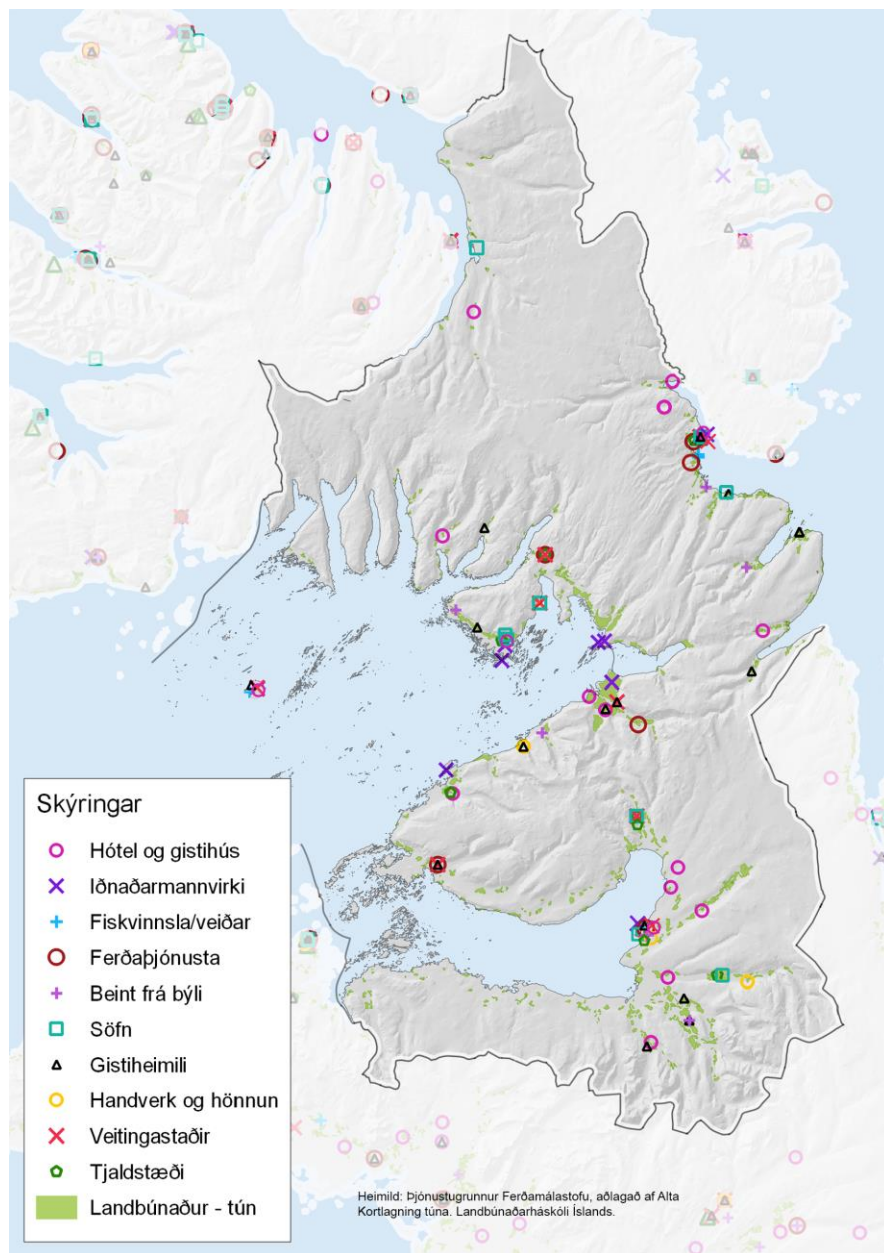 Skýringar
Hótel og gistihús
Iðnaðarmannvirki
Fiskvinnsla/veiðar
Ferðaþjónusta
Beint frá býli
Söfn
Gistiheimili
Handverk og hönnun
Veitingastaðir
Tjaldstæði
Landbúnaður - tún
Heimild: Þjónustugrunnur Ferðamálastofu, aðlagað af Alta
Kortlagning túna. Landbúnaðarháskóli Íslands.